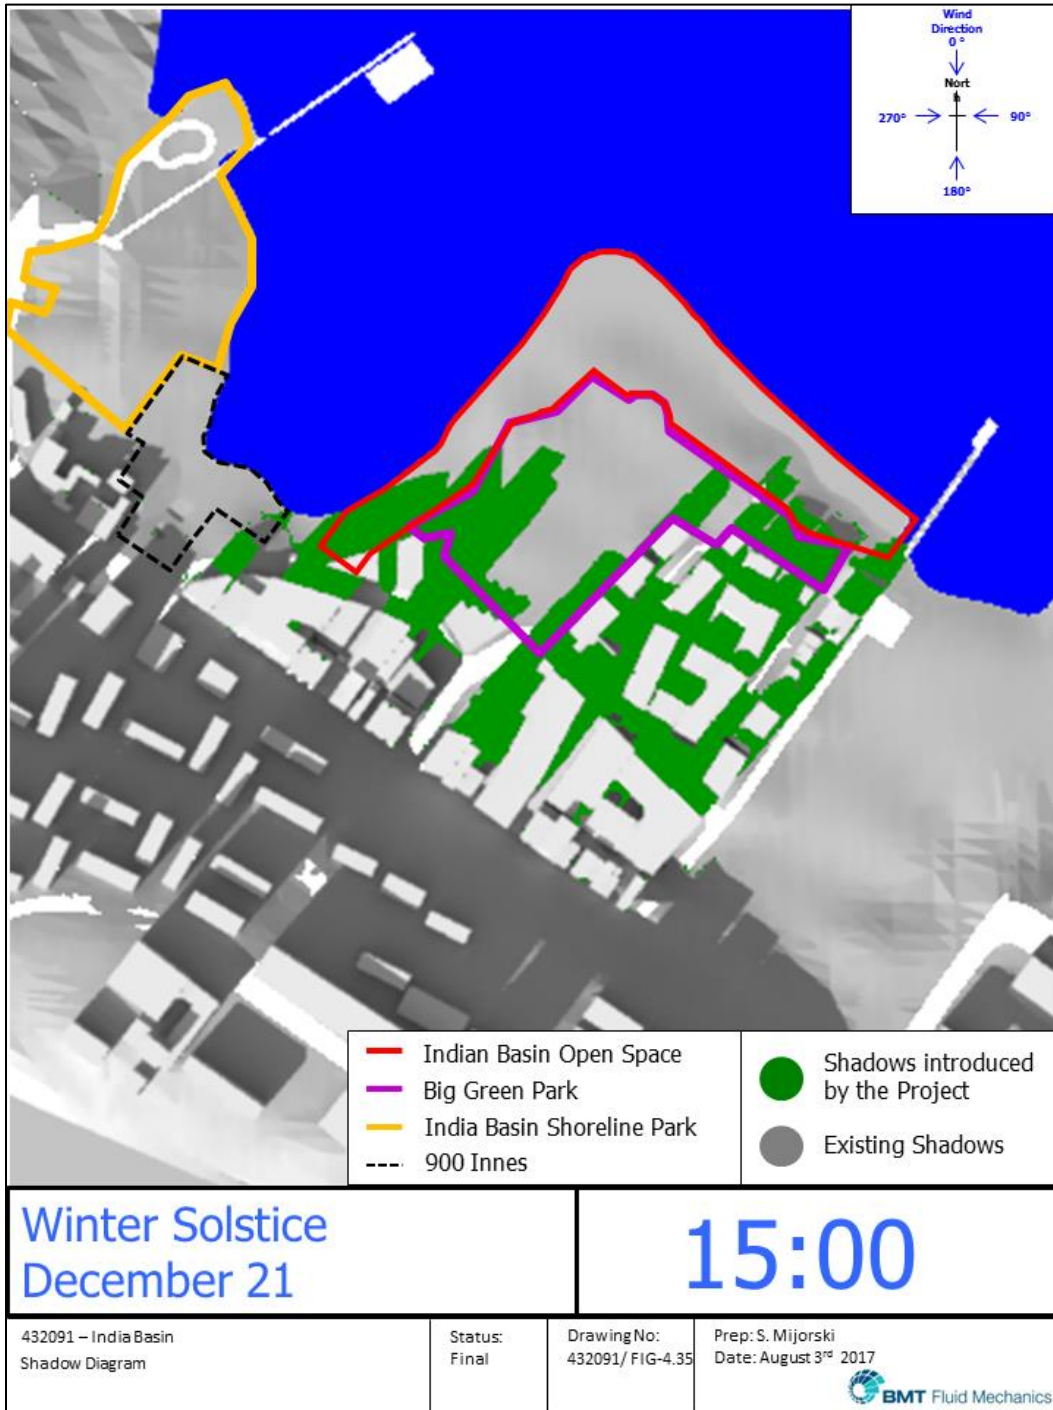 Wind
Direction
0 °
Nort
h
270°
90°
180°
Indian Basin Open Space
Big Green Park
India Basin Shoreline Park
900 Innes
Shadows introduced
by the Project
Existing Shadows
Winter Solstice
December 21
15:00
432091 – India Basin
Shadow Diagram
Status:
Final
Drawing No:
432091/ FIG-4.35
Prep: S. Mijorski
Date: August 3rd 2017
BMT Fluid Mechanics